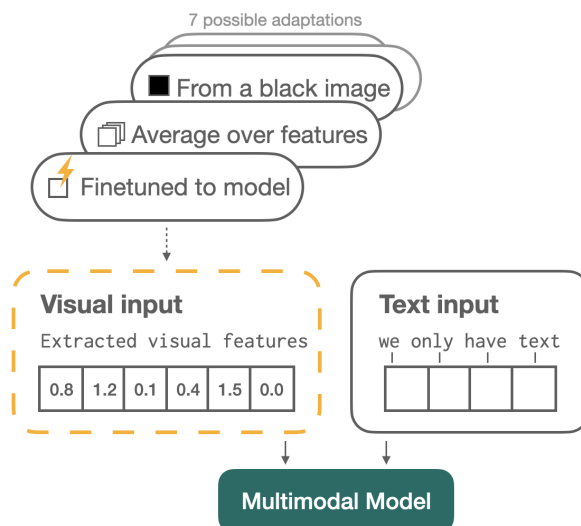 7 possible adaptations
From a black image
Average over features
Finetuned to model
Visual input
Extracted visual features
0.8 1.2 0.1 0.4 1.5 0.0
Text input
we only have text
Multimodal Model